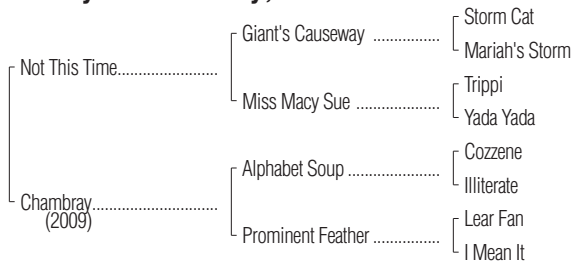 Storm Cat
Giant's Causeway ................
Mariah's Storm
Not This Time........................
Trippi
Miss Macy Sue ....................
Yada Yada
Cozzene
Alphabet Soup ......................
Illiterate
Chambray..............................
(2009)
Lear Fan
Prominent Feather ................
I Mean It